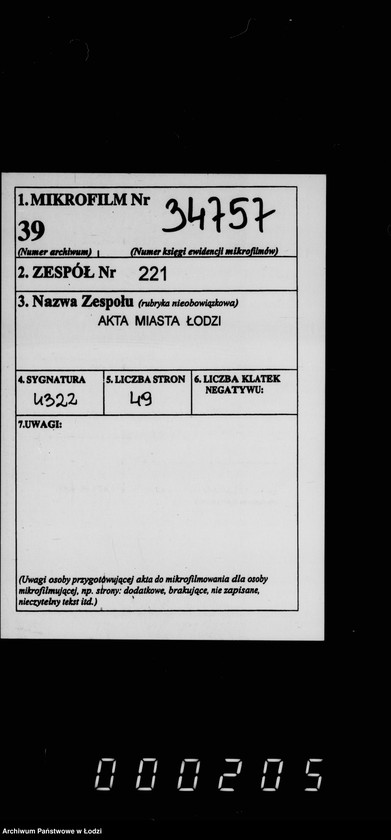 1. MIKROFILM Nr 34757
39
(Numer archiwum) (Numer księgi ewidencji mikrofilmów)
2. ZESPÓŁ Nr 221
3. Nazwa Zespołu (rubryka nieobowiązkowa)
AKTA MIASTA ŁODZI
4. SYGNATURA 5. LICZBA STRON 6. LICZBA KLATEK
NEGATYWU:
4322 49
7.UWAGI:
(Uwagi osoby przygotówującej akta do mikrofilmowania dla osoby
mikrofilmującej, np. strony: dodatkowe, brakujące, nie zapisane,
nieczytelny tekst itd.)
000205
Archiwum Państwowe w Łodzi